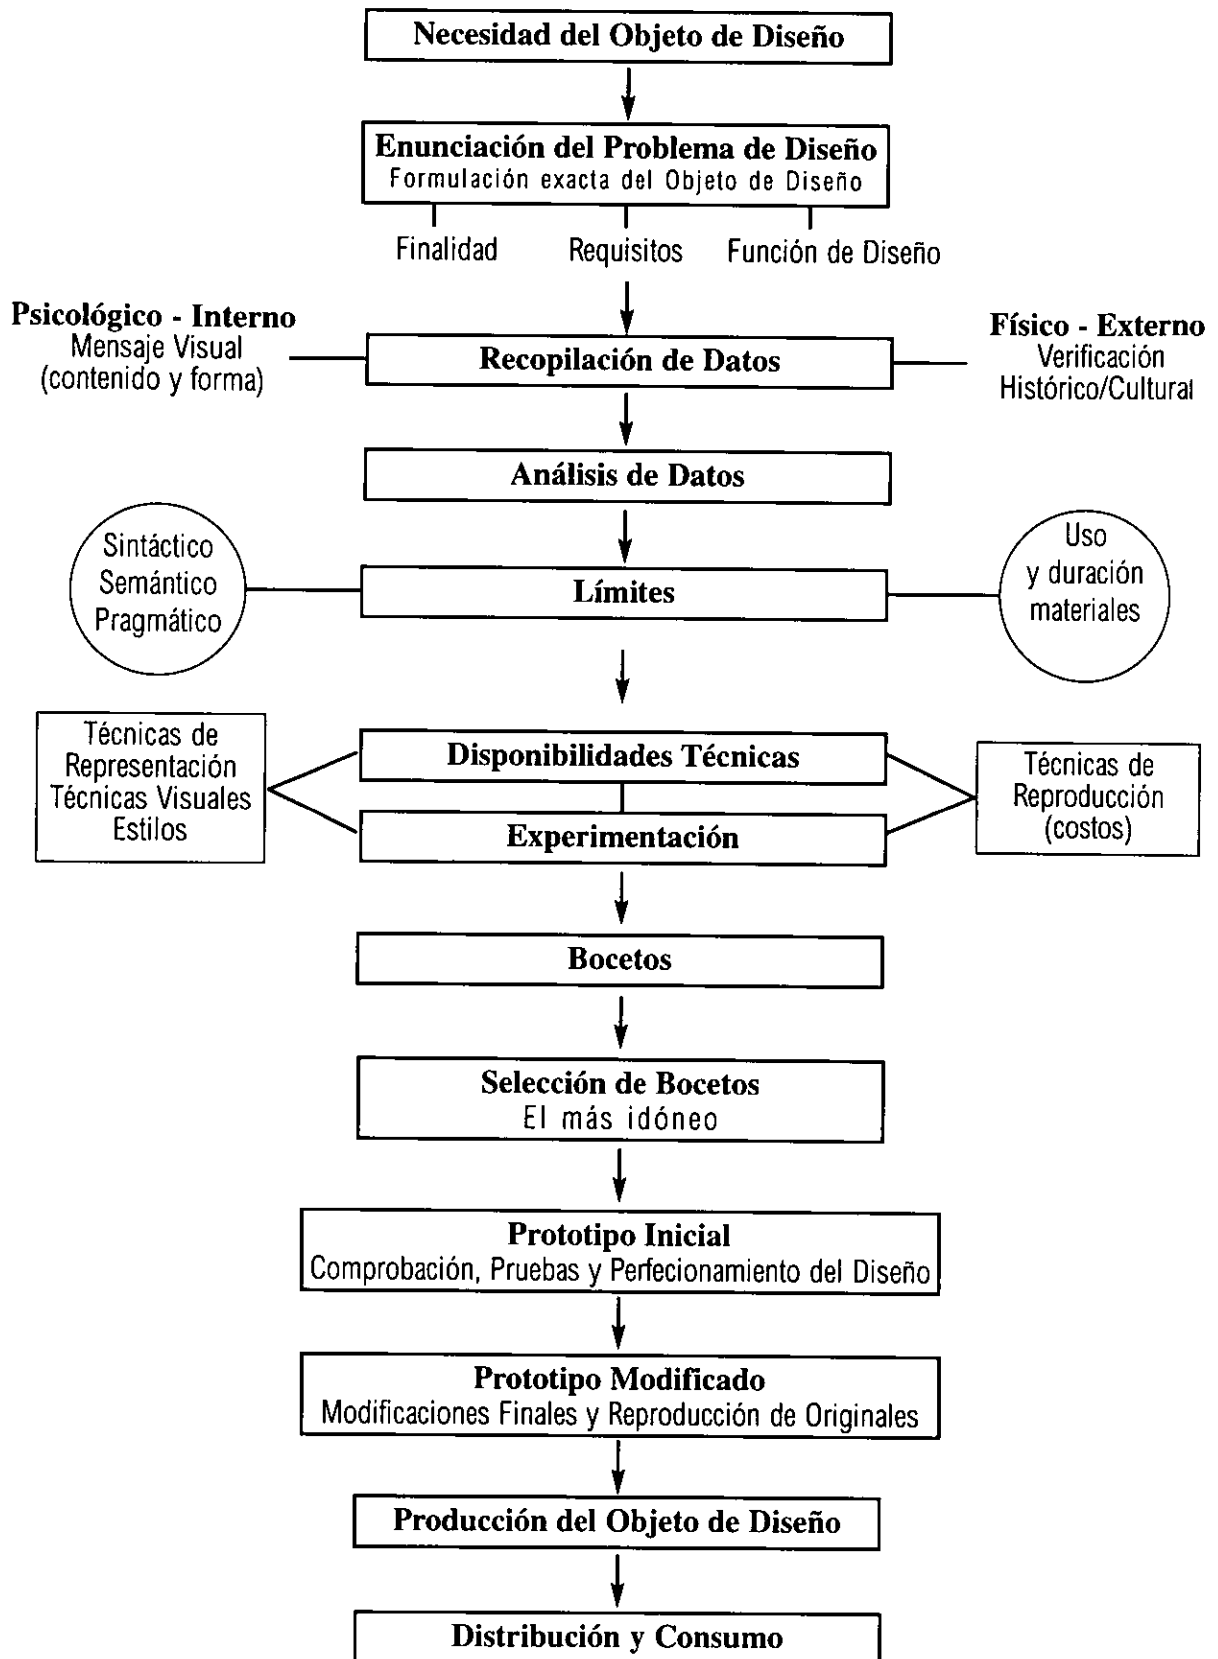 Necesidad del Objeto de Diseño
Enunciación del Problema de Diseño
Formulación exacta del Objeto de Diseño
Finalidad
Requisitos
Función de Diseño
Psicológico - Interno
Mensaje Visual
(contenido y forma)
Recopilación de Datos
Físico - Externo
Verificación
Histórico/Cultural
Análisis de Datos
Sintáctico
Semántico
Pragmático
Límites
Uso
y duración
materiales
Técnicas de
Representación
Técnicas Visuales
Estilos
Disponibilidades Técnicas
Experimentación
Técnicas de
Reproducción
(costos)
Bocetos
Selección de Bocetos
El más idóneo
Prototipo Inicial
Comprobación, Pruebas y Perfecionamiento del Diseño
Prototipo Modificado
Modificaciones Finales y Reproducción de Originales
Producción del Objeto de Diseño
Distribución y Consumo